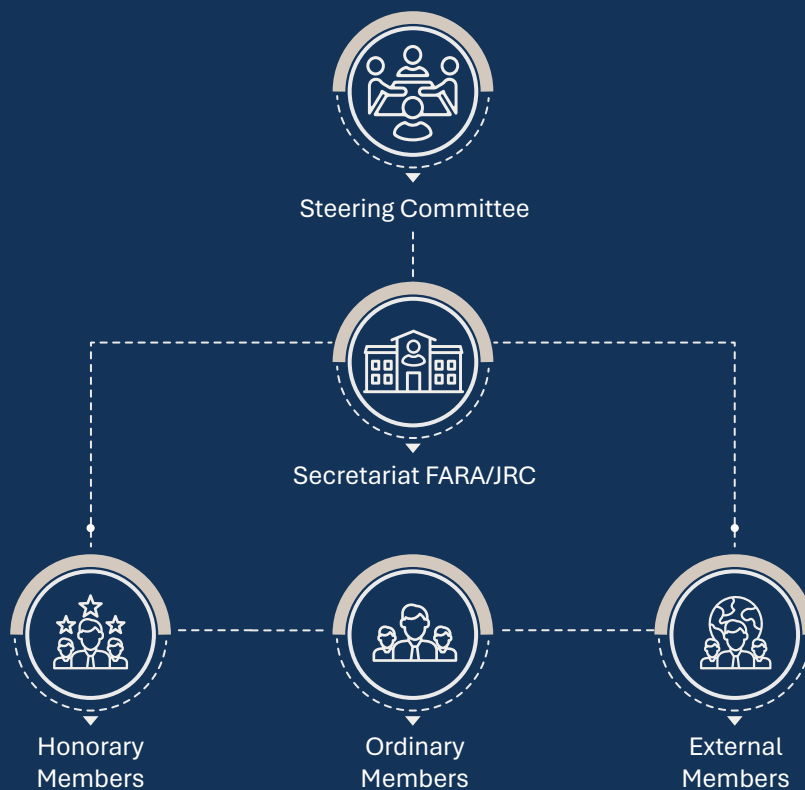 Steering Committee
Secretariat FARA/JRC
Honorary
Members
Ordinary
Members
External
Members